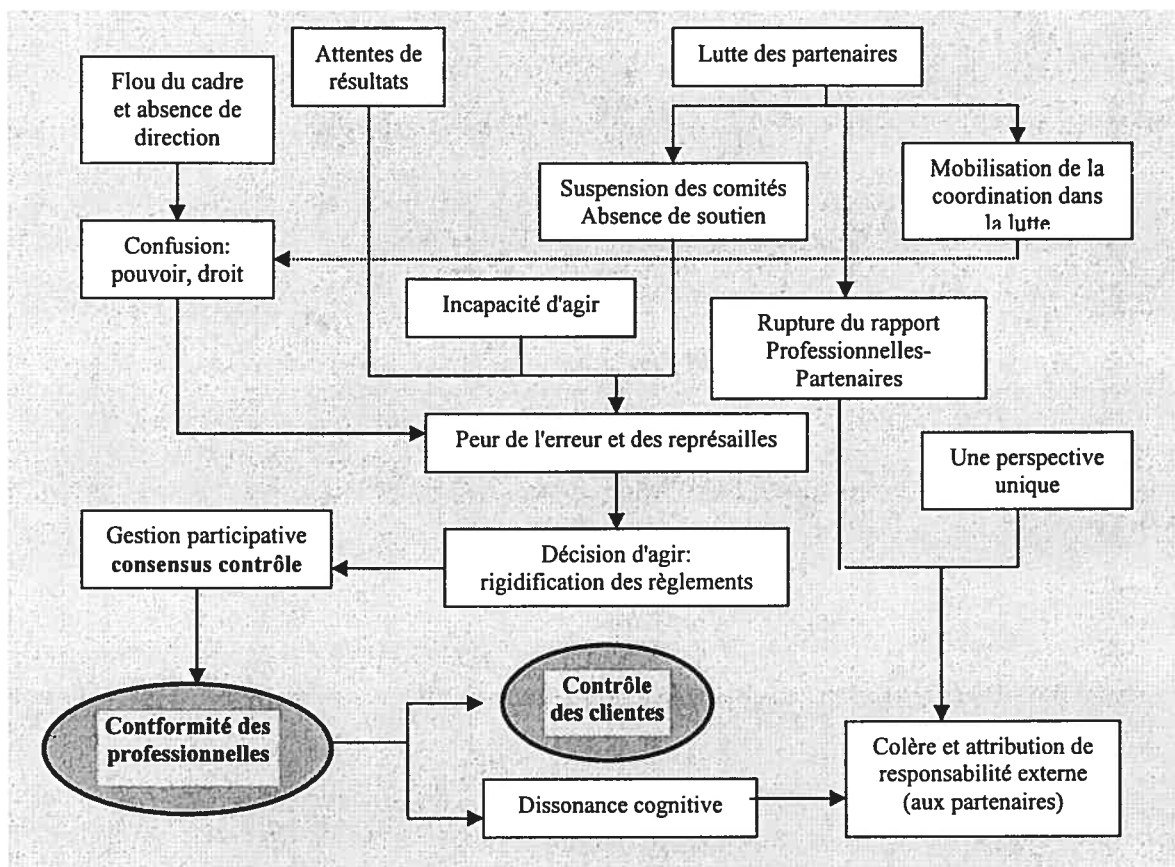 Attentes de
résultats
Lutte des partenaires
Flou du cadre
et absence de
direction
Suspension des comités
Absence de soutien
Mobilisation de la
coordination dans
la lutte
Confusion:
pouvoir, droit
Incapacité d'agir
Rupture du rapport
Professionnelles-
Partenaires
Peur de l'erreur et des représailles
Une perspective
unique
Gestion participative
consensus contrôle
Décision d'agir:
rigidification des règlements
Contrôle
des clientes
Contformité des
professionnelles
Colère et attribution de
responsabilité externe
(aux partenaires)
Dissonance cognitive